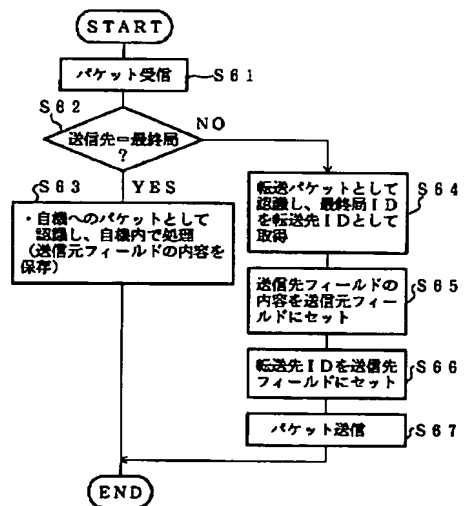 START
パケット受信
S61
S62
送信先=最終局
?
NO
YES
S63
・自機へのパケットとして
認識し、自機内で処理
(送信元フィールドの内容を
保存)
転送パケットとして
認識し、最終局ID
を転送先IDとして
取得
S64
送信先フィールドの
内容を送信元フィー
ルドにセット
S65
転送先IDを送信先
フィールドにセット
S66
パケット送信
S67
END